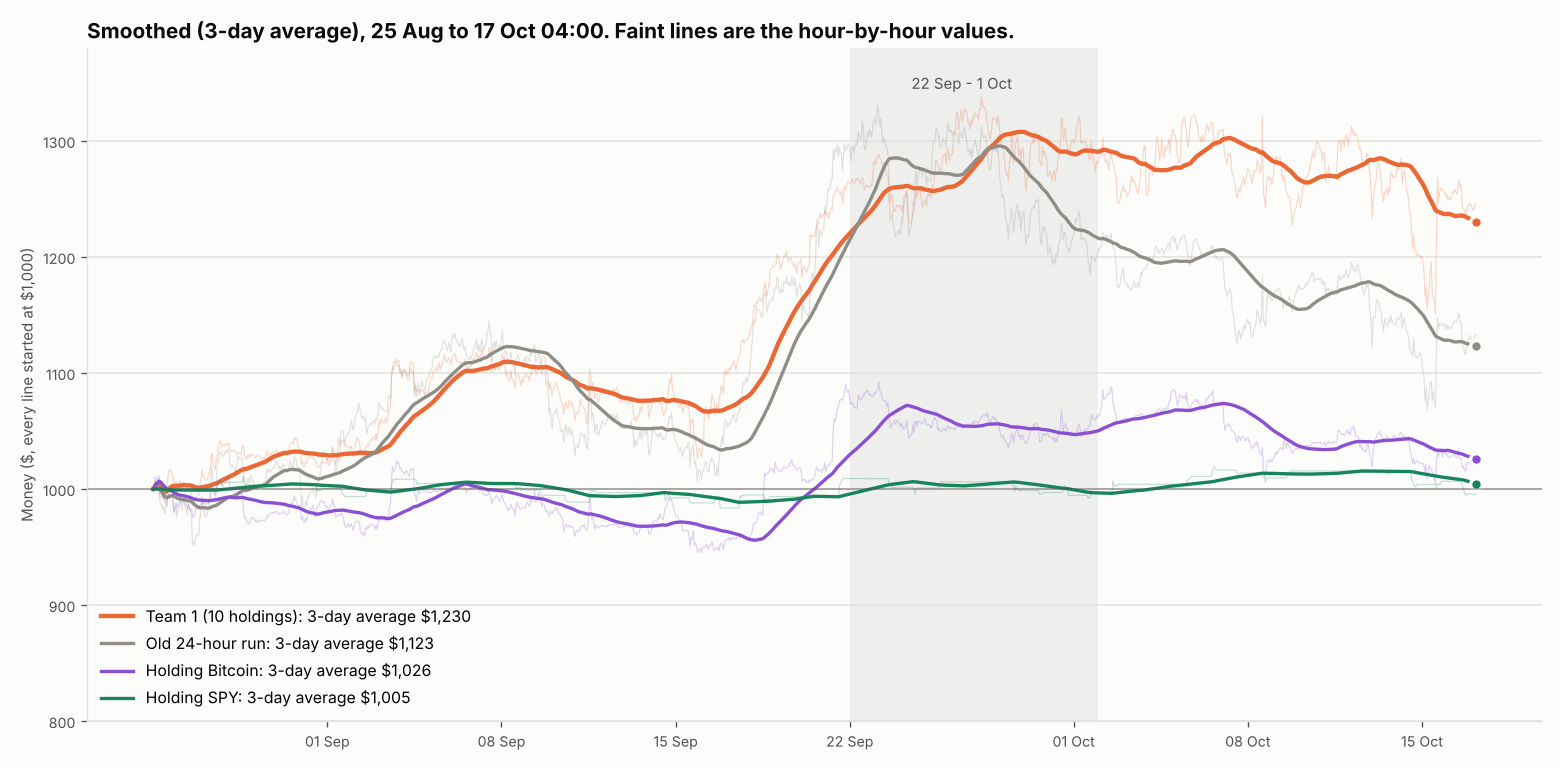 Smoothed (3-day average), 25 Aug to 17 Oct 04:00. Faint lines are the hour-by-hour values.
22 Sep - 1 Oct
Money ($, every line started at $1,000)
1300
1200
1100
1000
900
800
Team 1 (10 holdings): 3-day average $1,230
Old 24-hour run: 3-day average $1,123
Holding Bitcoin: 3-day average $1,026
Holding SPY: 3-day average $1,005
01 Sep
08 Sep
15 Sep
22 Sep
01 Oct
08 Oct
15 Oct